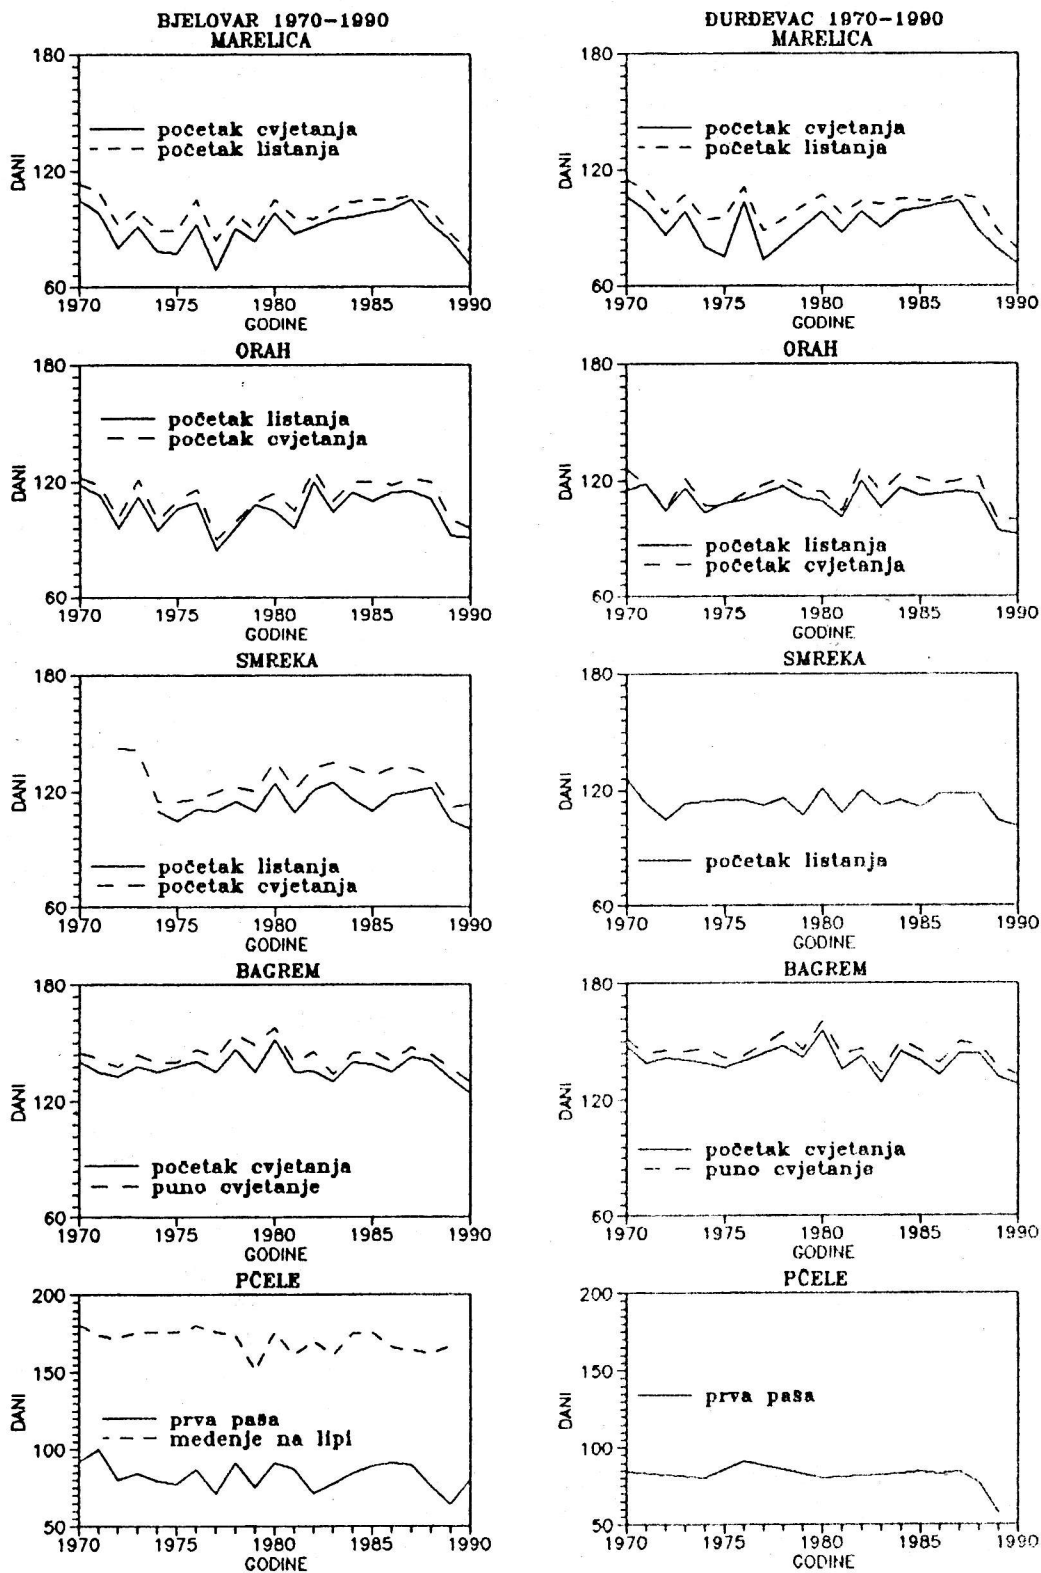 BJELOVAR 1970-1990
MARELICA
180
120
60
DANI
početak cvjetanja
početak listanja
1970 1975 1980 1985 1990
GODINE
ĐURĐEVAC 1970-1990
MARELICA
180
120
60
DANI
početak cvjetanja
početak listanja
1970 1975 1980 1985 1990
GODINE
ORAH
180
120
60
DANI
početak listanja
početak cvjetanja
1970 1975 1980 1985 1990
GODINE
ORAH
180
120
60
DANI
početak listanja
početak cvjetanja
1970 1975 1980 1985 1990
GODINE
SMREKA
180
120
60
DANI
početak listanja
početak cvjetanja
1970 1975 1980 1985 1990
GODINE
SMREKA
180
120
60
DANI
početak listanja
1970 1975 1980 1985 1990
GODINE
BAGREM
180
120
60
DANI
početak cvjetanja
puno cvjetanje
1970 1975 1980 1985 1990
GODINE
BAGREM
180
120
60
DANI
početak cvjetanja
puno cvjetanje
1970 1975 1980 1985 1990
GODINE
PČELE
200
150
100
50
DANI
prva paša
medenje na lipi
1970 1975 1980 1985 1990
GODINE
PČELE
200
150
100
50
DANI
prva paša
1970 1975 1980 1985 1990
GODINE